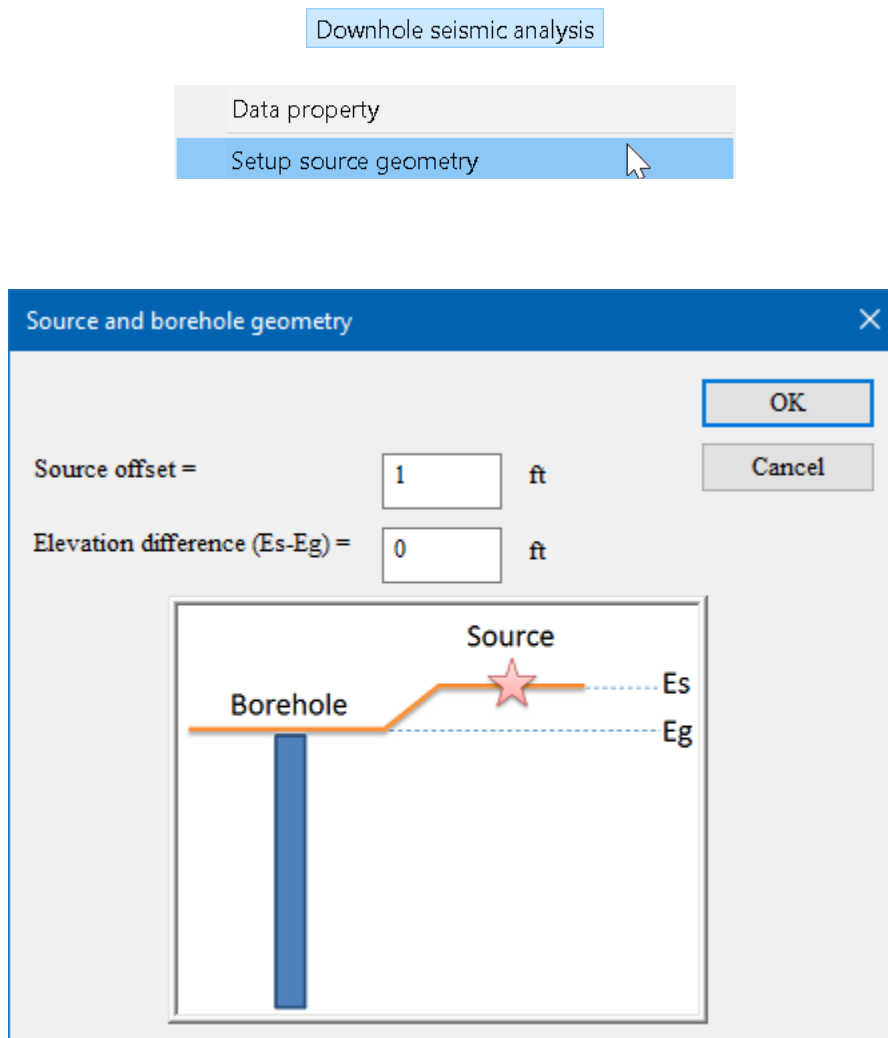 Downhole seismic analysis
Data property
Setup source geometry
Source and borehole geometry
OK
Source offset = 1 ft
Cancel
Elevation difference (Es-Eg) = 0 ft
Source
Es
Borehole
Eg